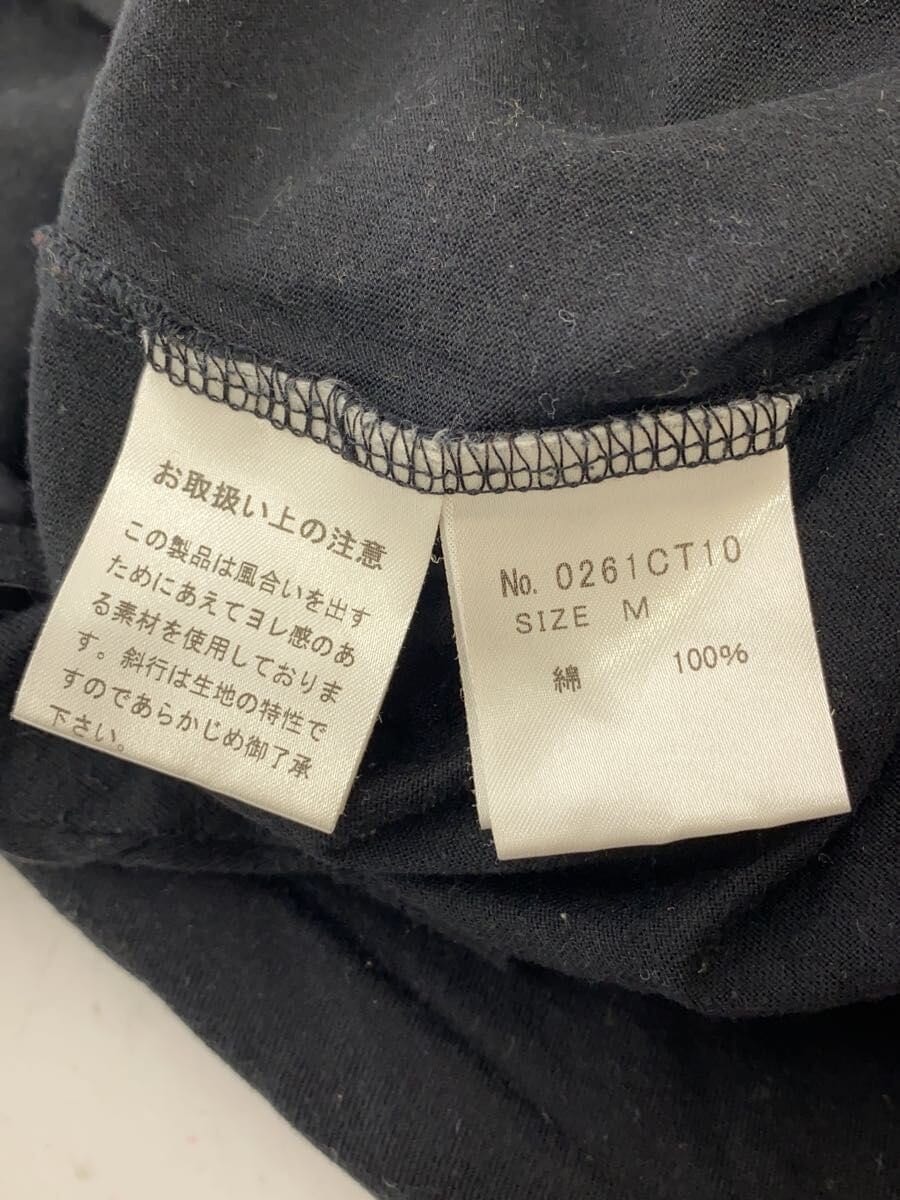 お取扱い上の注意
この製品は風合いを出す
ためにあえてヨレ感のあ
る素材を使用しておりま
す。斜行は生地の特性で
すのであらかじめ御了承
下さい。
№ 0261CT10
SIZE M
綿 100%